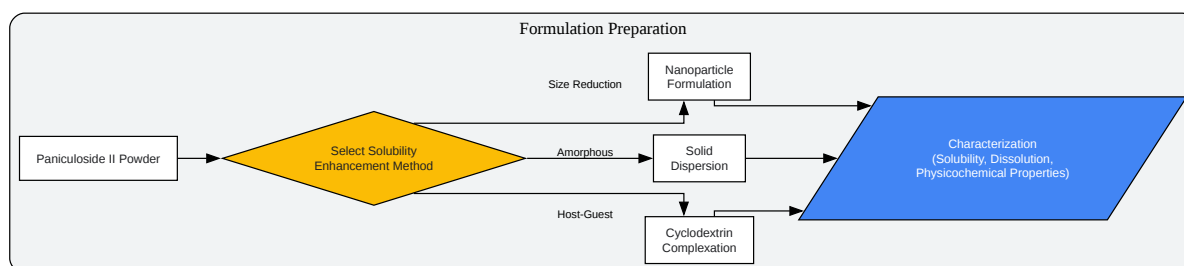 Formulation Preparation
Nanoparticle
Formulation
Size Reduction
Paniculoside II Powder
Select Solubility
Enhancement Method
Amorphous
Solid
Dispersion
Characterization
(Solubility, Dissolution,
Physicochemical Properties)
Host-Guest
Cyclodextrin
Complexation